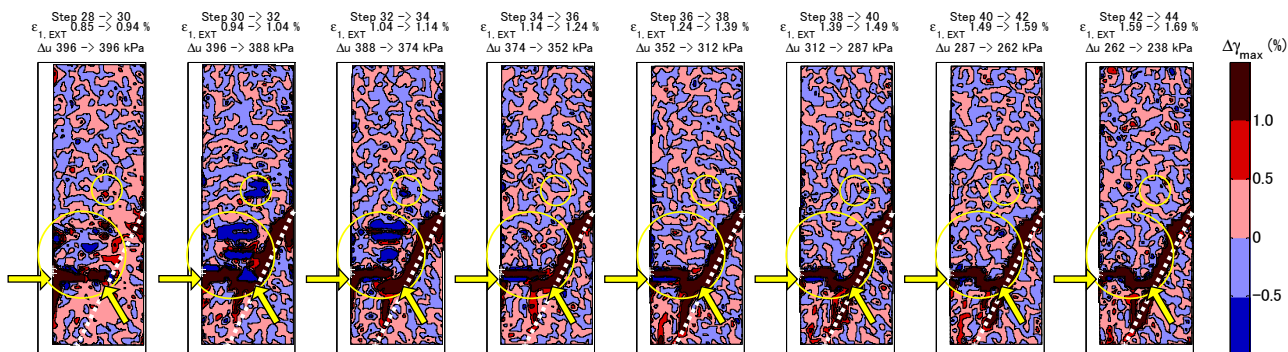 Step 28 -> 30
ε1, EXT 0.85 -> 0.94 %
Δu 396 -> 396 kPa
Step 30 -> 32
ε1, EXT 0.94 -> 1.04 %
Δu 396 -> 388 kPa
Step 32 -> 34
ε1, EXT 1.04 -> 1.14 %
Δu 388 -> 374 kPa
Step 34 -> 36
ε1, EXT 1.14 -> 1.24 %
Δu 374 -> 352 kPa
Step 36 -> 38
ε1, EXT 1.24 -> 1.39 %
Δu 352 -> 312 kPa
Step 38 -> 40
ε1, EXT 1.39 -> 1.49 %
Δu 312 -> 287 kPa
Step 40 -> 42
ε1, EXT 1.49 -> 1.59 %
Δu 287 -> 262 kPa
Step 42 -> 44
ε1, EXT 1.59 -> 1.69 %
Δu 262 -> 238 kPa
Δγmax (%)
1.0
0.5
0
-0.5